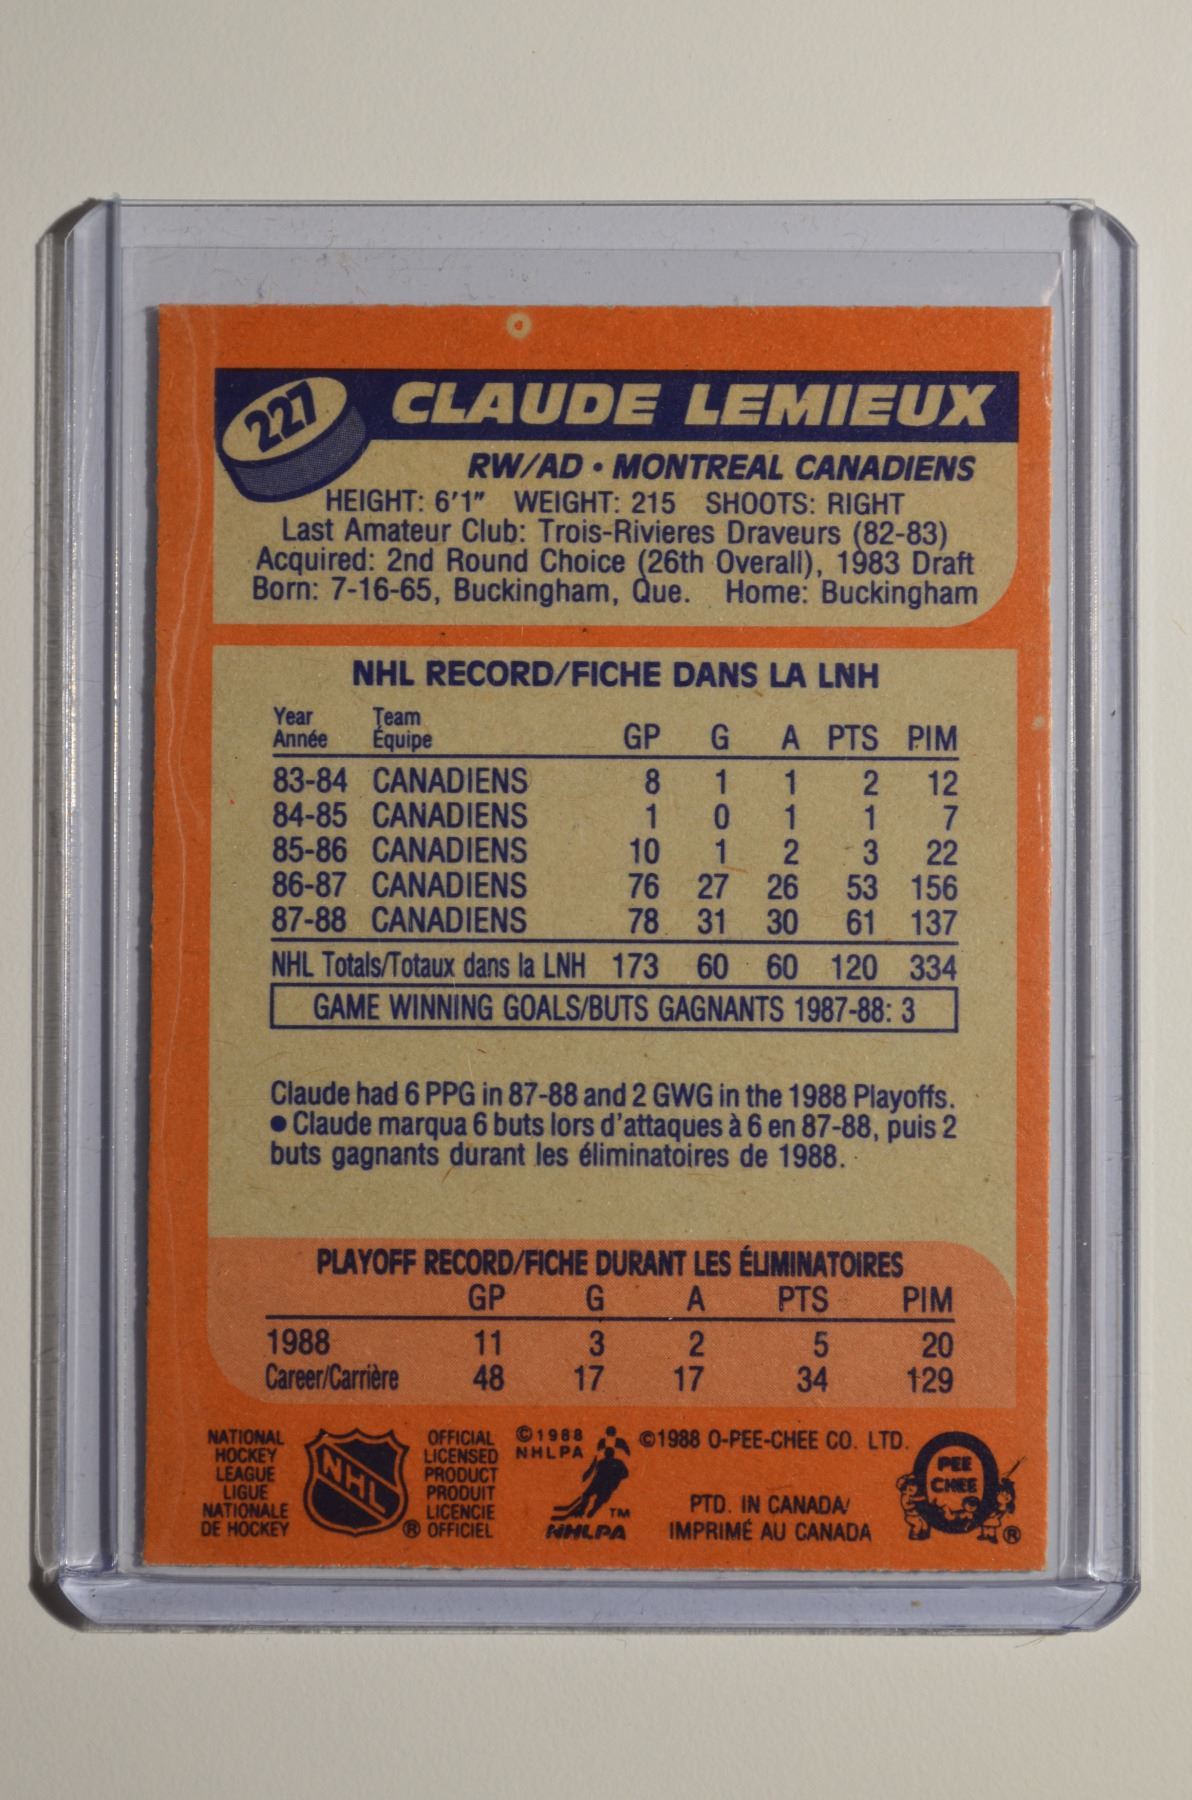 227
CLAUDE LEMIEUX
RW/AD • MONTREAL CANADIENS
HEIGHT: 6'1" WEIGHT: 215 SHOOTS: RIGHT
Last Amateur Club: Trois-Rivieres Draveurs (82-83)
Acquired: 2nd Round Choice (26th Overall), 1983 Draft
Born: 7-16-65, Buckingham, Que. Home: Buckingham
NHL RECORD/FICHE DANS LA LNH
Year Team
Année Équipe GP G A PTS PIM
83-84 CANADIENS 8 1 1 2 12
84-85 CANADIENS 1 0 1 1 7
85-86 CANADIENS 10 1 2 3 22
86-87 CANADIENS 76 27 26 53 156
87-88 CANADIENS 78 31 30 61 137
NHL Totals/Totaux dans la LNH 173 60 60 120 334
GAME WINNING GOALS/BUTS GAGNANTS 1987-88: 3
Claude had 6 PPG in 87-88 and 2 GWG in the 1988 Playoffs.
• Claude marqua 6 buts lors d'attaques à 6 en 87-88, puis 2
buts gagnants durant les éliminatoires de 1988.
PLAYOFF RECORD/FICHE DURANT LES ÉLIMINATOIRES
GP G A PTS PIM
1988 11 3 2 5 20
Career/Carrière 48 17 17 34 129
NATIONAL
HOCKEY
LEAGUE
LIGUE
NATIONALE
DE HOCKEY
NHL
®
OFFICIAL
LICENSED
PRODUCT
PRODUIT
LICENCIE
OFFICIEL
©1988
NHLPA
TM
NHLPA
©1988 O-PEE-CHEE CO. LTD.
PTD. IN CANADA/
IMPRIMÉ AU CANADA
O
PEE
CHEE
®